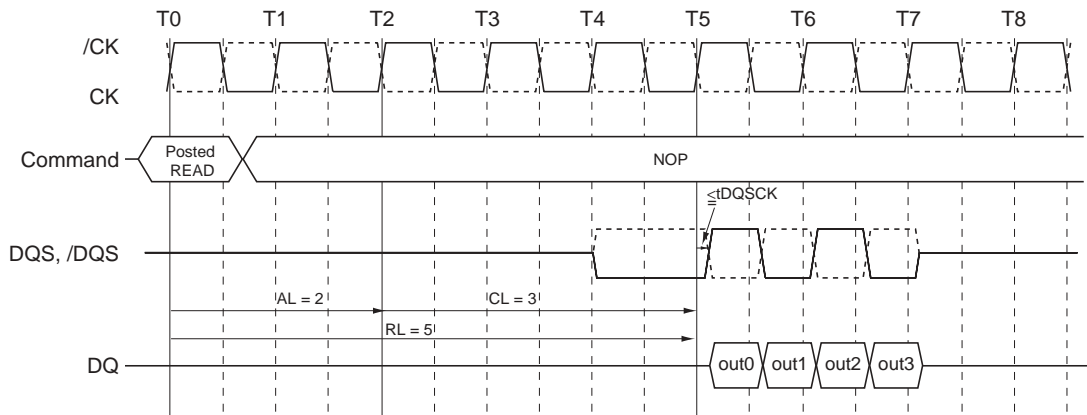 T0 T1 T2 T3 T4 T5 T6 T7 T8
/CK
CK
Command
Posted
READ
NOP
≦tDQSCK
DQS, /DQS
AL = 2
CL = 3
RL = 5
DQ
out0 out1 out2 out3